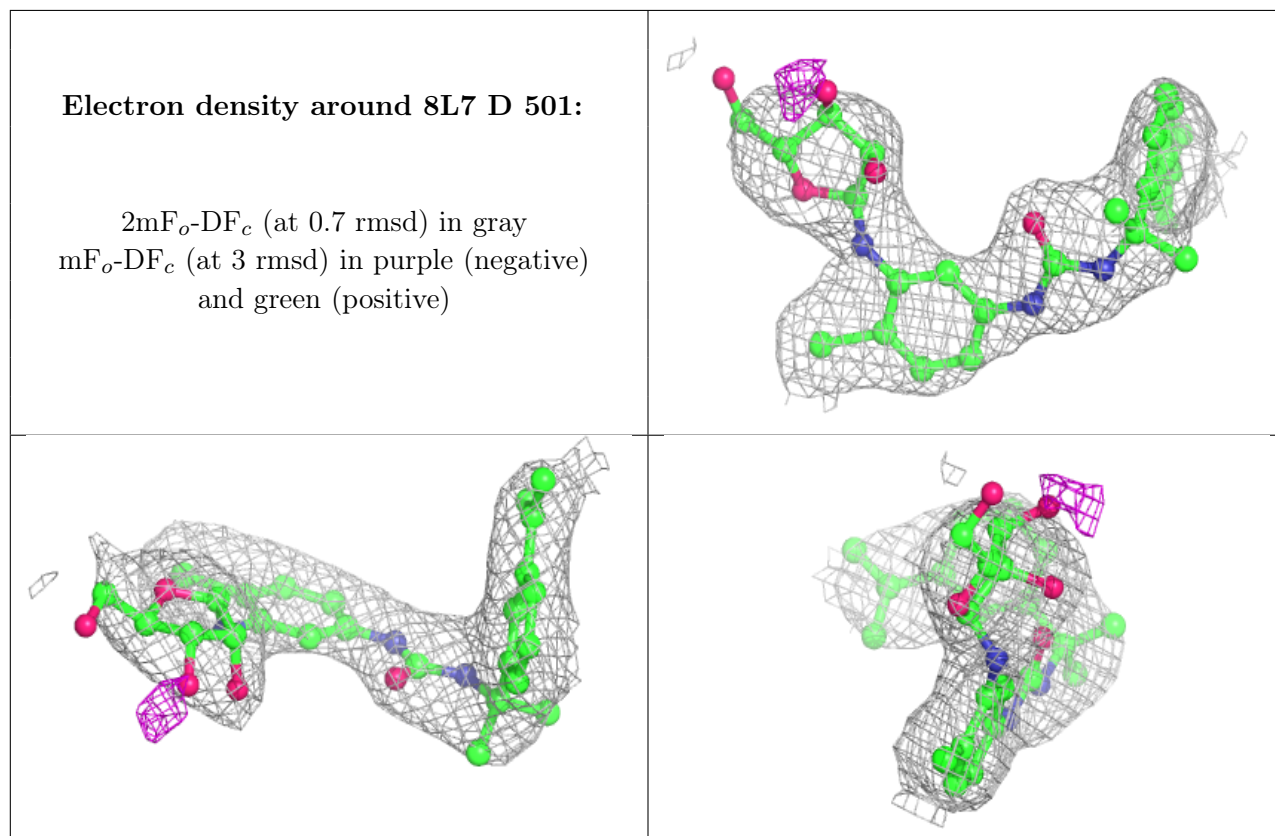 Electron density around 8L7 D 501:
2mFₒ-DF𝒸 (at 0.7 rmsd) in gray
mFₒ-DF𝒸 (at 3 rmsd) in purple (negative)
and green (positive)